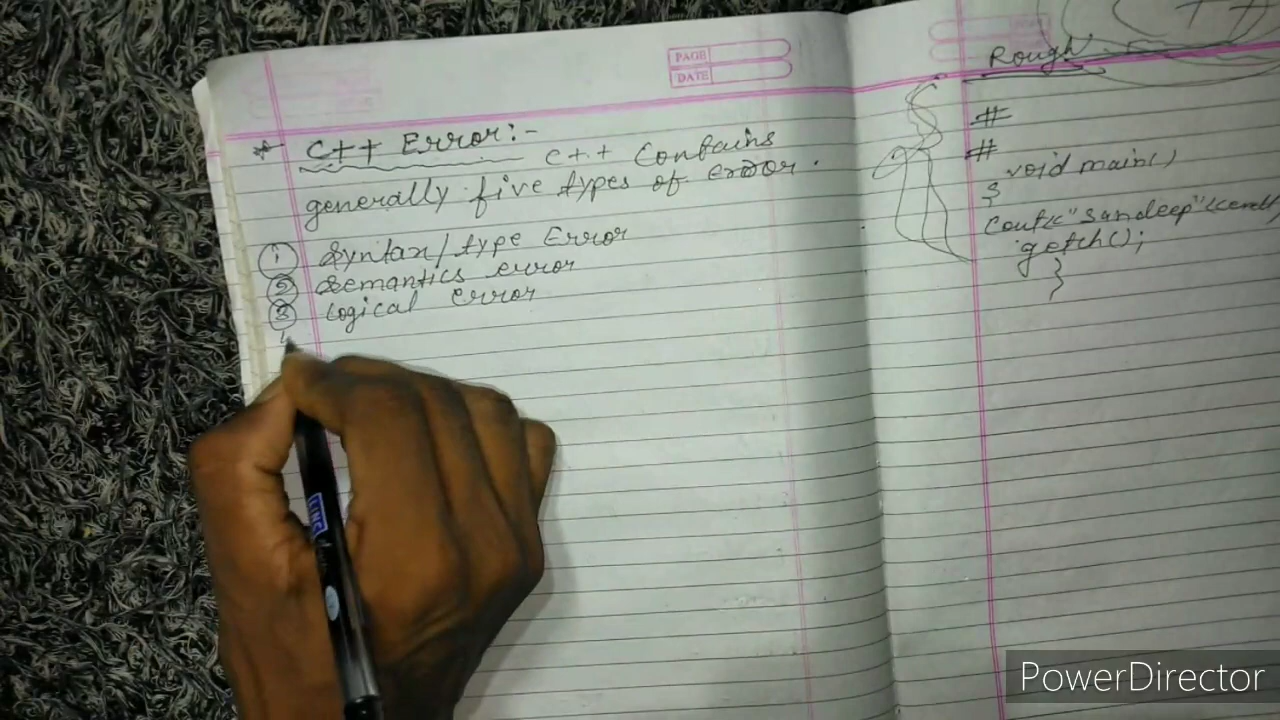 PAGE
DATE
* C++ Error:-
C++ Contains
generally five types of error.
① Syntax/type Error
② Semantics error
③ Logical Error
C++
Rough
#
#
void main()
{
Cout<<"Sandeep"<<endl;
getch();
}
LINC
PowerDirector